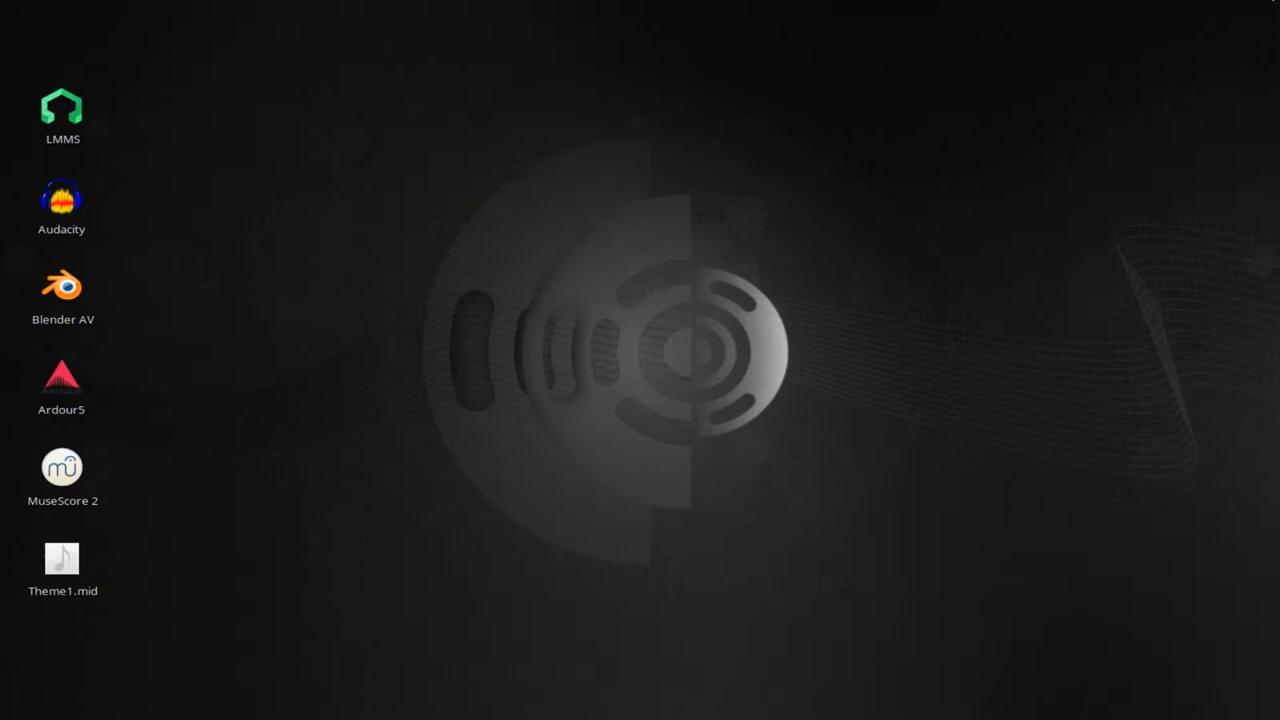 LMMS
Audacity
Blender AV
Ardour5
MuseScore 2
Theme1.mid